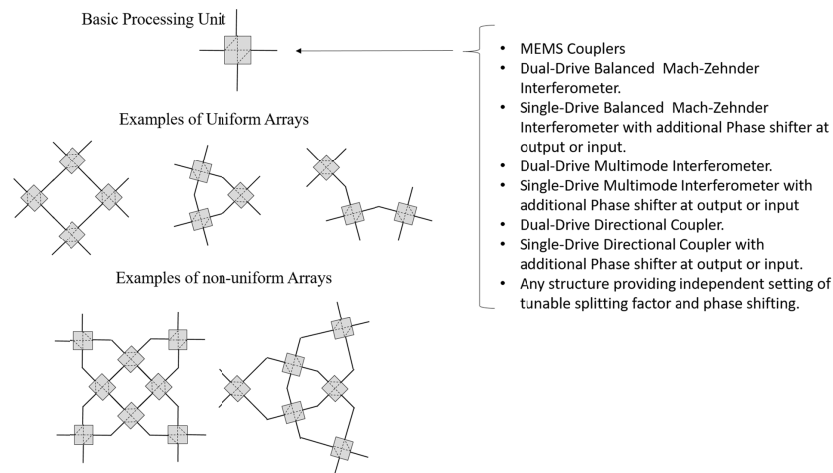 Basic Processing Unit
• MEMS Couplers
• Dual-Drive Balanced Mach-Zehnder
Interferometer.
• Single-Drive Balanced Mach-Zehnder
Interferometer with additional Phase shifter at
output or input.
• Dual-Drive Multimode Interferometer.
• Single-Drive Multimode Interferometer with
additional Phase shifter at output or input
• Dual-Drive Directional Coupler.
• Single-Drive Directional Coupler with
additional Phase shifter at output or input.
• Any structure providing independent setting of
tunable splitting factor and phase shifting.
Examples of Uniform Arrays
Examples of non-uniform Arrays